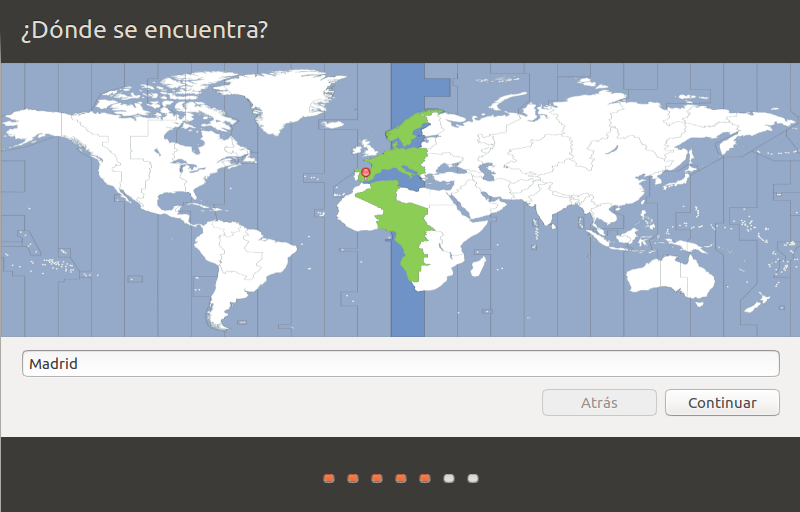 ¿Dónde se encuentra?
Madrid
Atrás
Continuar